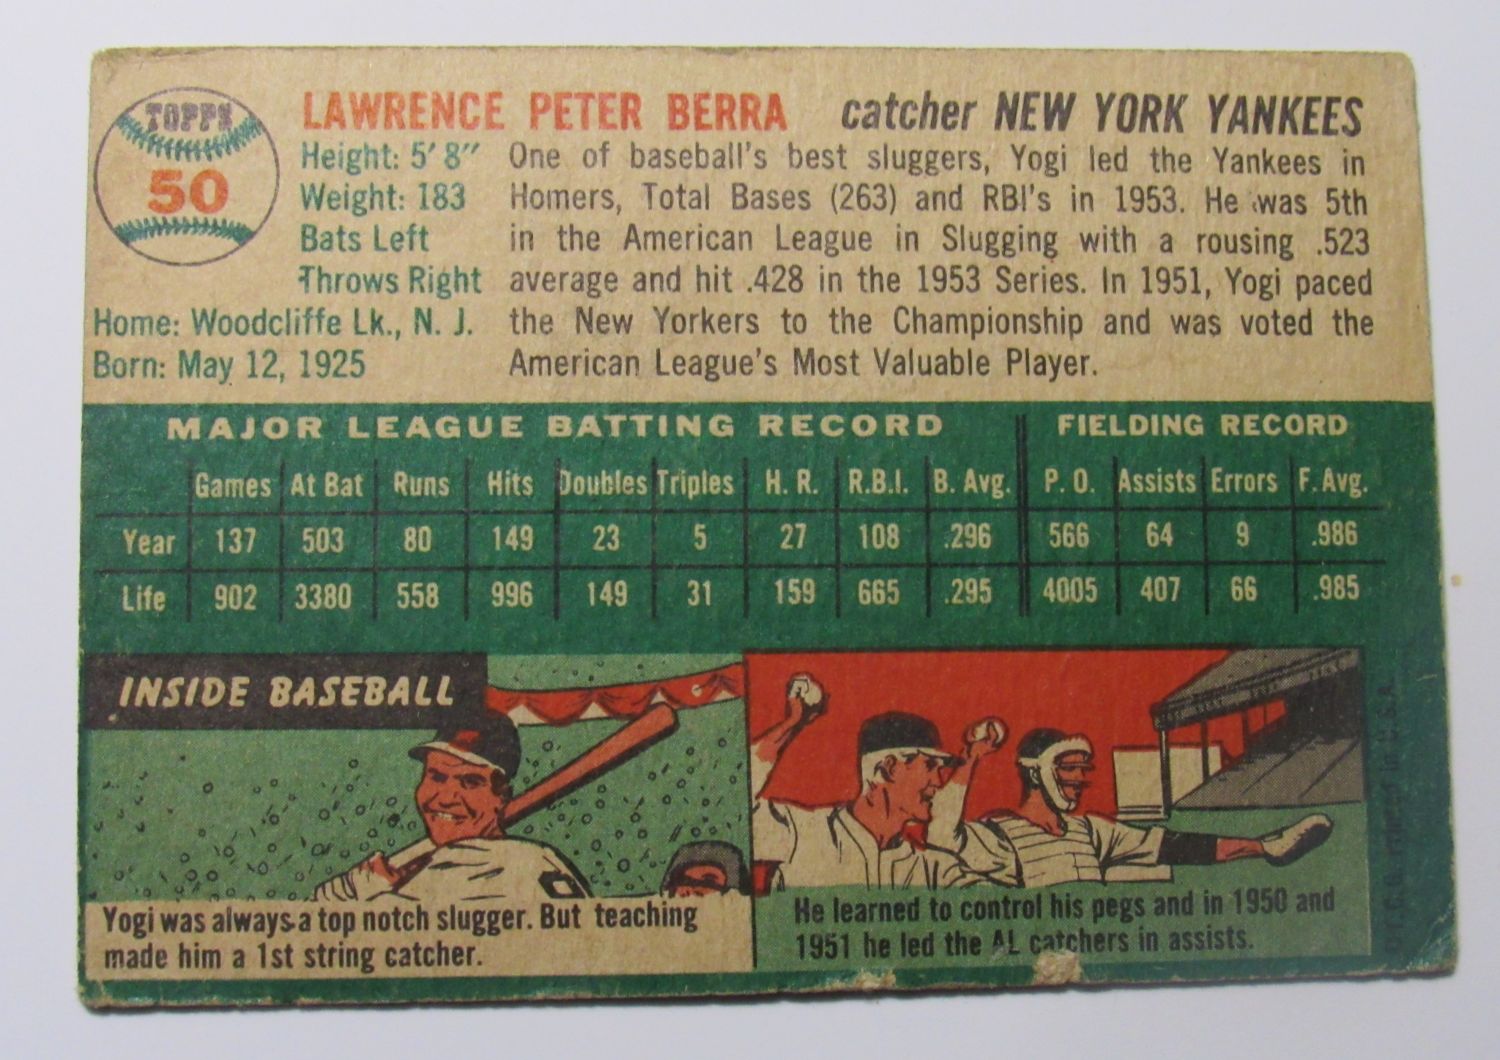 TOPPS
50
LAWRENCE PETER BERRA catcher NEW YORK YANKEES
Height: 5' 8"
Weight: 183
Bats Left
Throws Right
Home: Woodcliffe Lk., N. J.
Born: May 12, 1925
One of baseball's best sluggers, Yogi led the Yankees in
Homers, Total Bases (263) and RBI's in 1953. He was 5th
in the American League in Slugging with a rousing .523
average and hit .428 in the 1953 Series. In 1951, Yogi paced
the New Yorkers to the Championship and was voted the
American League's Most Valuable Player.
MAJOR LEAGUE BATTING RECORD FIELDING RECORD
Games At Bat Runs Hits Doubles Triples H. R. R.B.I. B. Avg. P. O. Assists Errors F. Avg.
Year 137 503 80 149 23 5 27 108 .296 566 64 9 .986
Life 902 3380 558 996 149 31 159 665 .295 4005 407 66 .985
INSIDE BASEBALL
Yogi was always a top notch slugger. But teaching
made him a 1st string catcher.
He learned to control his pegs and in 1950 and
1951 he led the AL catchers in assists.
in U.S.A.